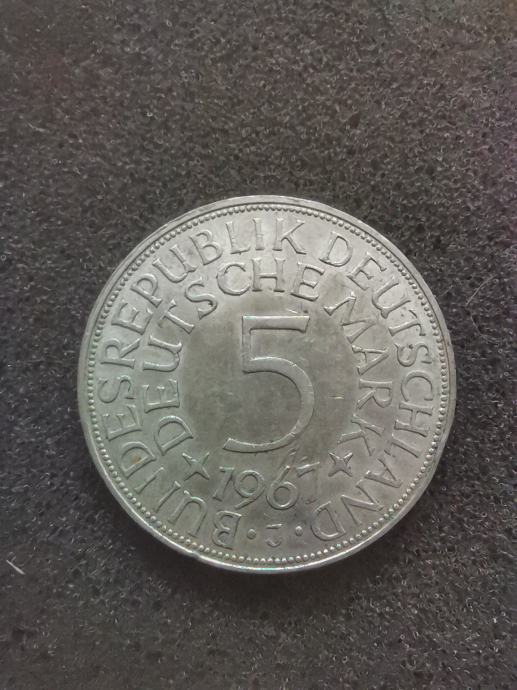 BUNDESREPUBLIK DEUTSCHLAND
DEUTSCHE MARK
5
1967
· J ·